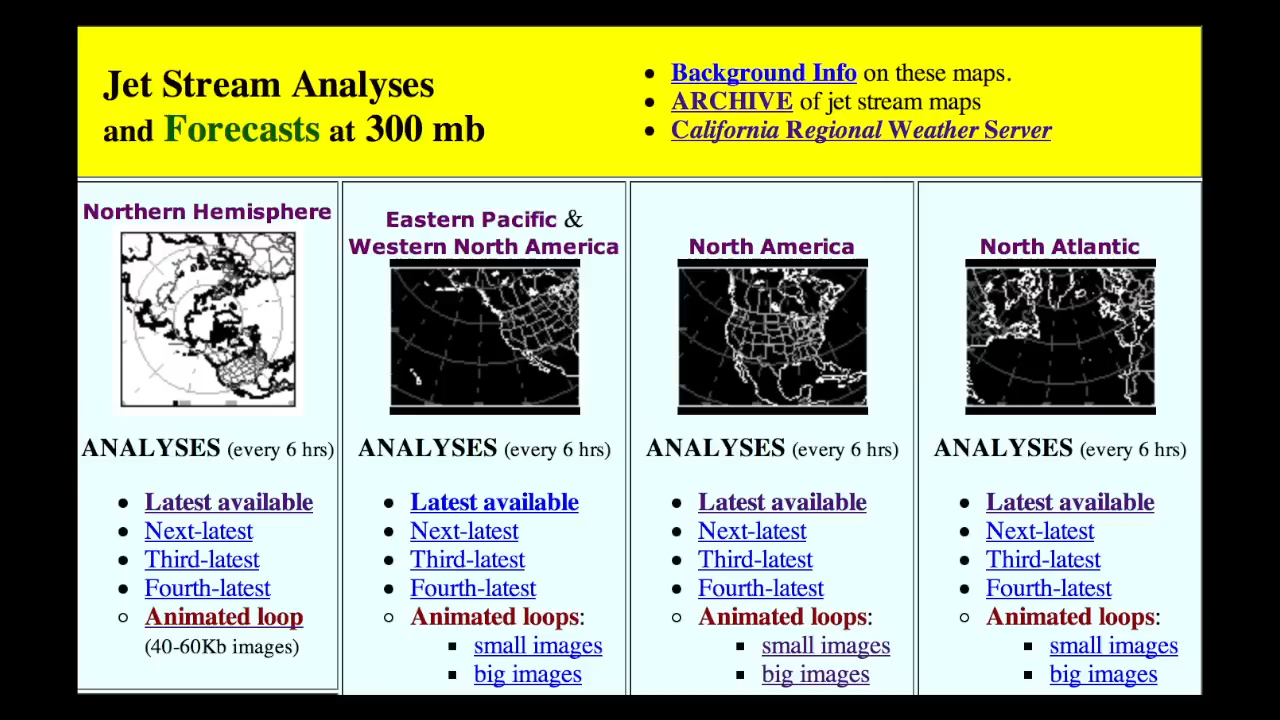 Jet Stream Analyses
and Forecasts at 300 mb
Background Info on these maps.
ARCHIVE of jet stream maps
California Regional Weather Server
Northern Hemisphere
ANALYSES (every 6 hrs)
Latest available
Next-latest
Third-latest
Fourth-latest
Animated loop
(40-60Kb images)
Eastern Pacific &
Western North America
ANALYSES (every 6 hrs)
Latest available
Next-latest
Third-latest
Fourth-latest
Animated loops:
small images
big images
North America
ANALYSES (every 6 hrs)
Latest available
Next-latest
Third-latest
Fourth-latest
Animated loops:
small images
big images
North Atlantic
ANALYSES (every 6 hrs)
Latest available
Next-latest
Third-latest
Fourth-latest
Animated loops:
small images
big images